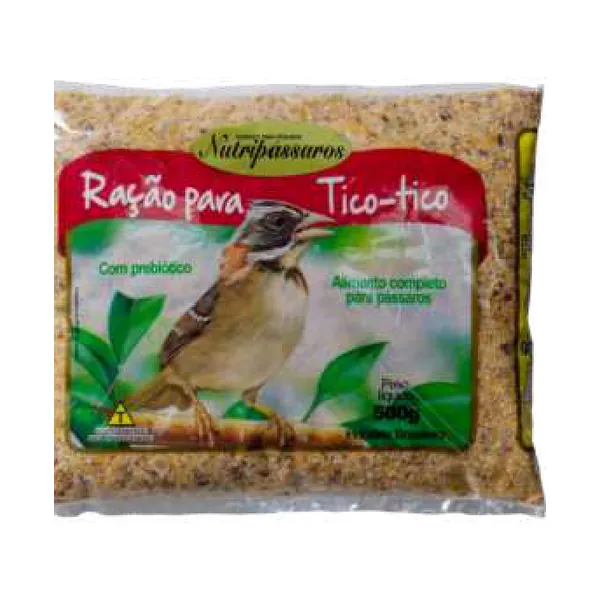 Nutripássaros
Ração para Tico-tico
Com prebiótico
Alimento completo
para pássaros
T
Peso
líquido
500g